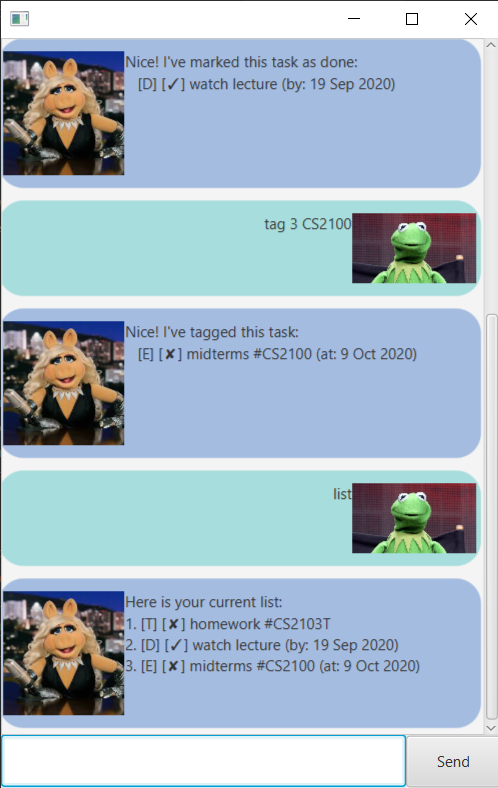 Nice! I've marked this task as done:
[D] [✓] watch lecture (by: 19 Sep 2020)
tag 3 CS2100
Nice! I've tagged this task:
[E] [✘] midterms #CS2100 (at: 9 Oct 2020)
list
Here is your current list:
1. [T] [✘] homework #CS2103T
2. [D] [✓] watch lecture (by: 19 Sep 2020)
3. [E] [✘] midterms #CS2100 (at: 9 Oct 2020)
Send